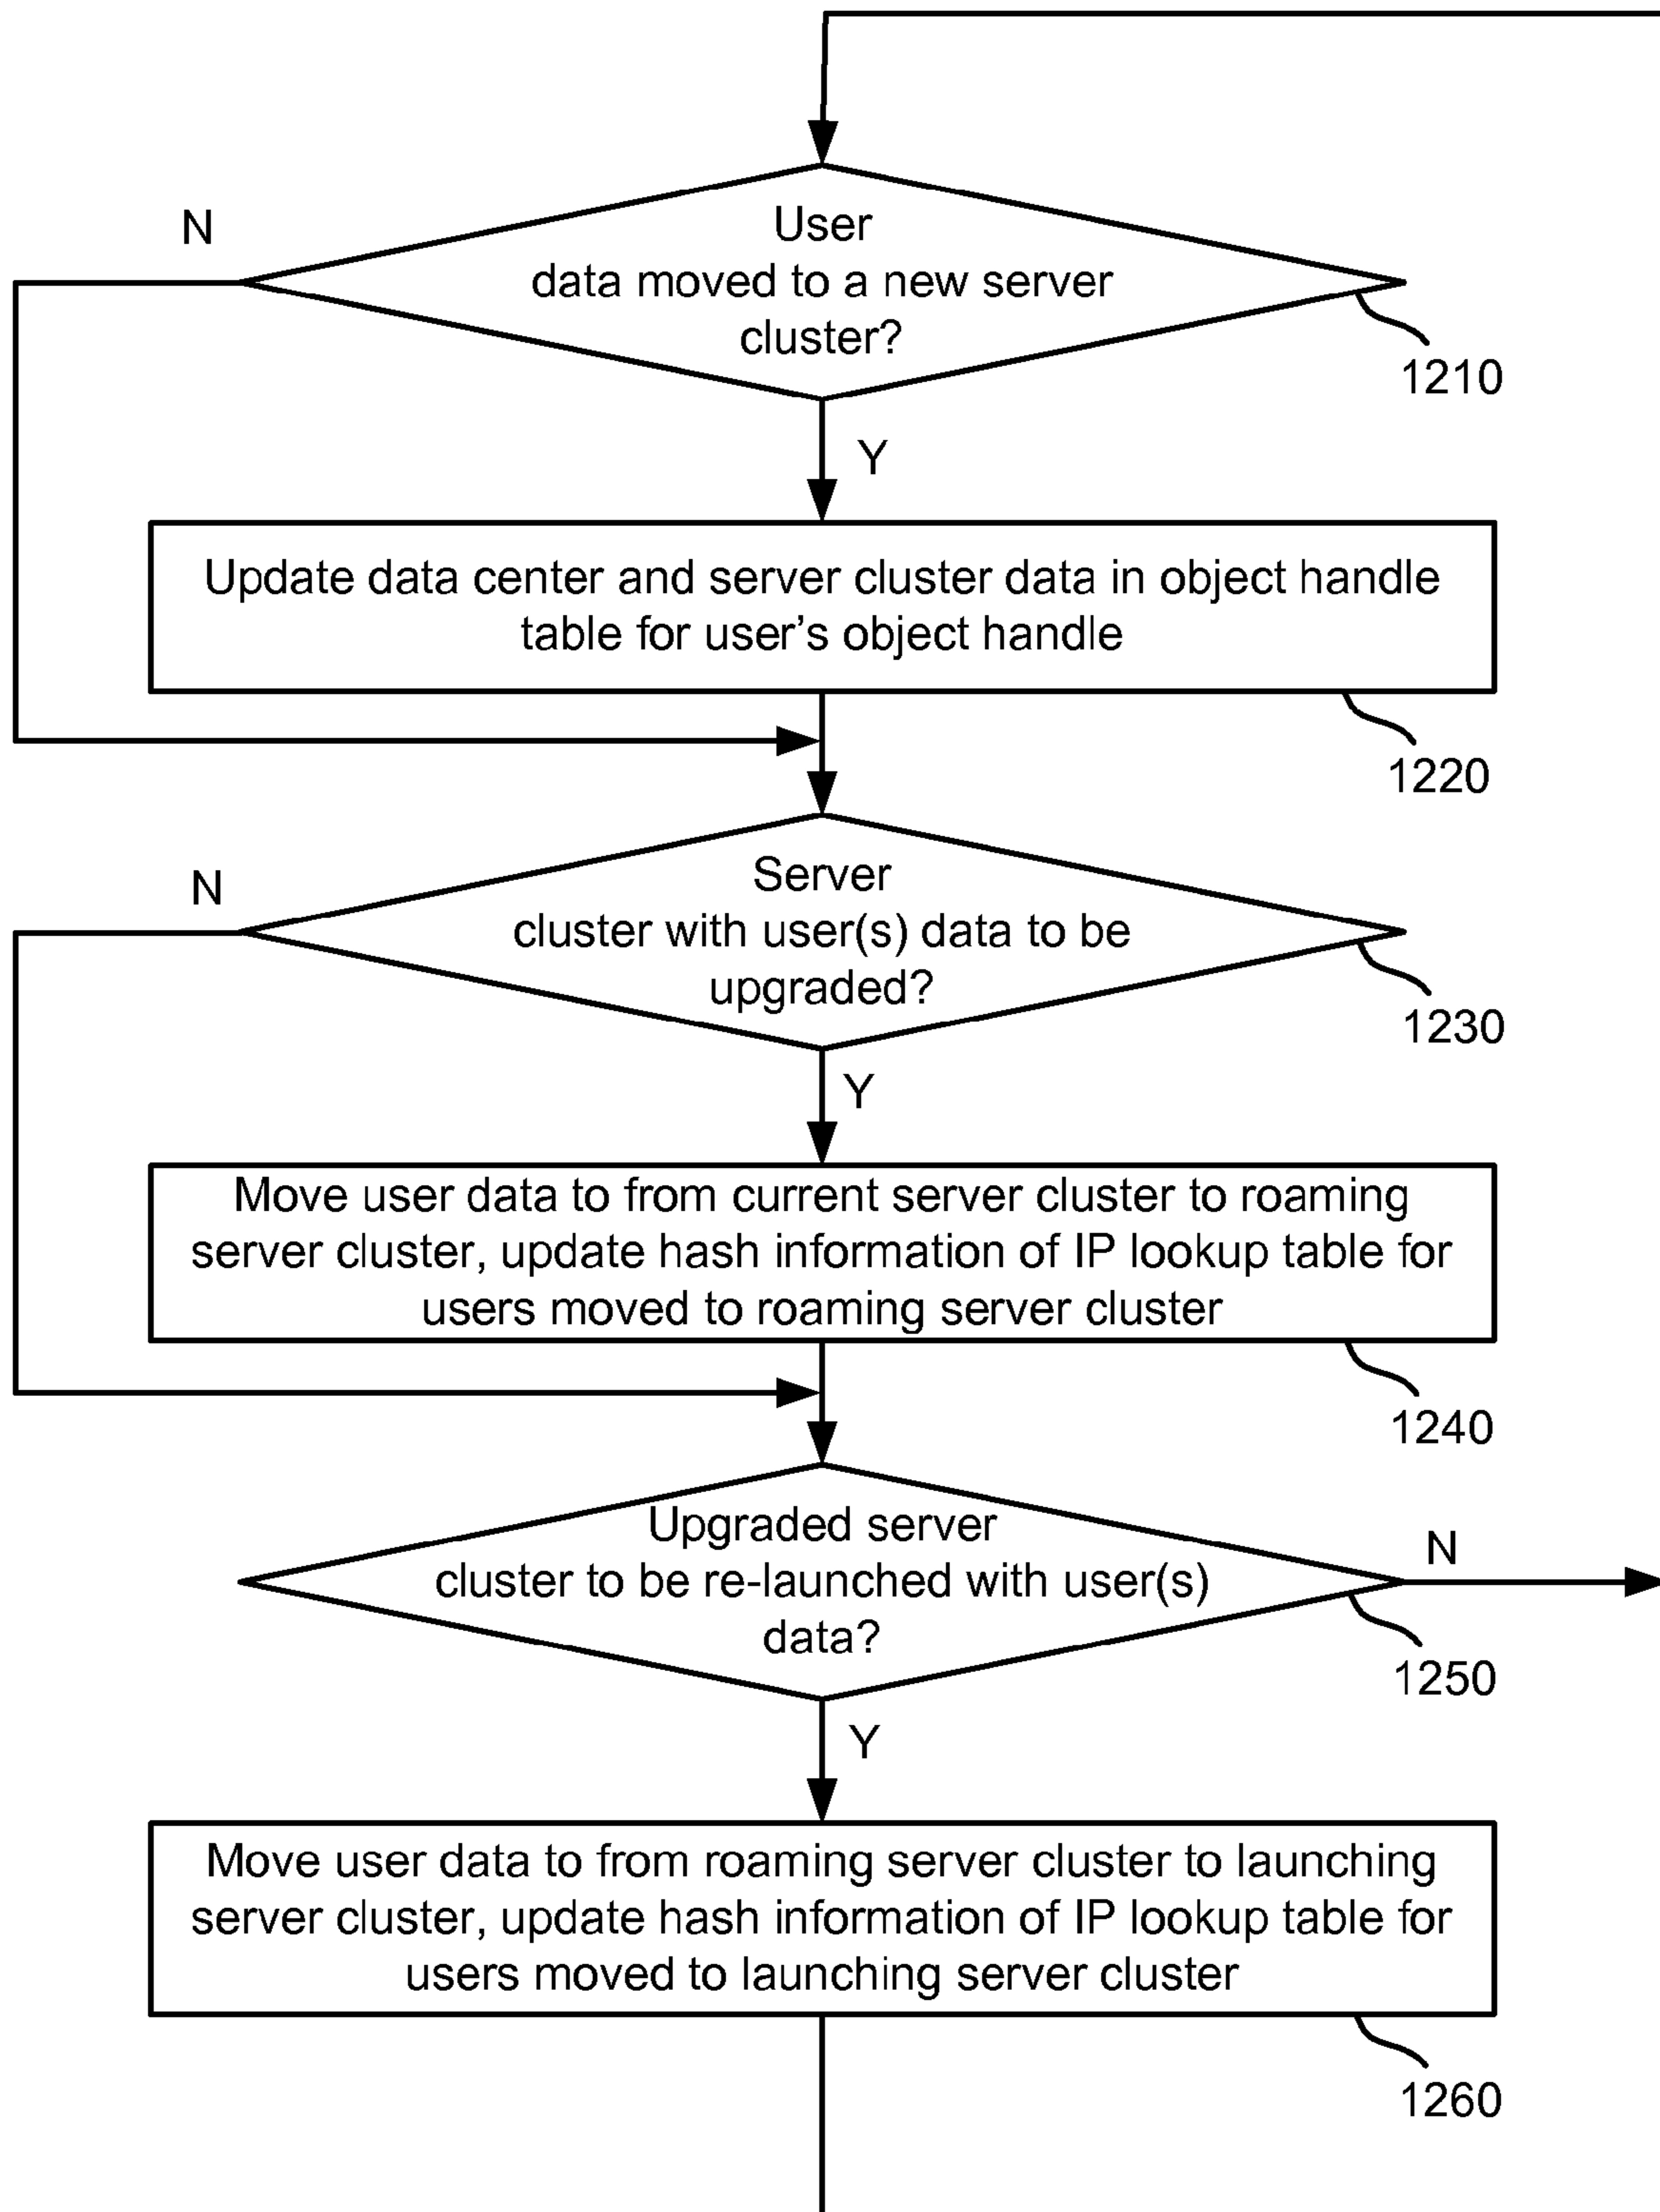 N
User
data moved to a new server
cluster?
1210
Y
Update data center and server cluster data in object handle
table for user's object handle
1220
N
Server
cluster with user(s) data to be
upgraded?
1230
Y
Move user data to from current server cluster to roaming
server cluster, update hash information of IP lookup table for
users moved to roaming server cluster
1240
Upgraded server
cluster to be re-launched with user(s)
data?
N
1250
Y
Move user data to from roaming server cluster to launching
server cluster, update hash information of IP lookup table for
users moved to launching server cluster
1260